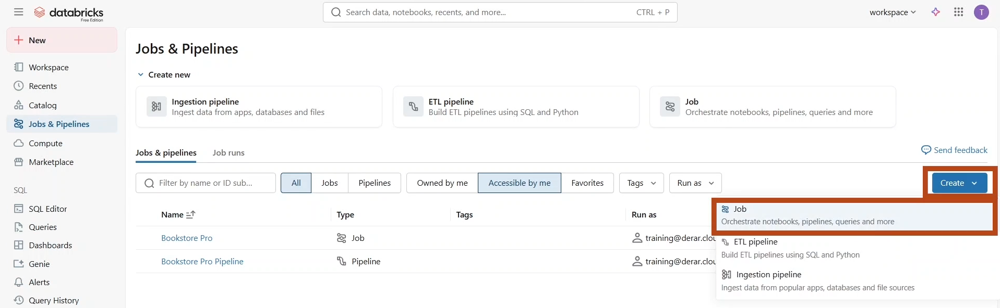 databricks
Free Edition
Search data, notebooks, recents, and more... CTRL + P
workspace
T
New
Workspace
Recents
Catalog
Jobs & Pipelines
Compute
Marketplace
SQL
SQL Editor
Queries
Dashboards
Genie
Alerts
Query History
Jobs & Pipelines
Create new
Ingestion pipeline
Ingest data from apps, databases and files
ETL pipeline
Build ETL pipelines using SQL and Python
Job
Orchestrate notebooks, pipelines, queries and more
Jobs & pipelines Job runs
Send feedback
Filter by name or ID sub... All Jobs Pipelines Owned by me Accessible by me Favorites Tags Run as Create
Name Type Tags Run as
Bookstore Pro Job training@derar.clou
Bookstore Pro Pipeline Pipeline training@derar.clou
Job
Orchestrate notebooks, pipelines, queries and more
ETL pipeline
Build ETL pipelines using SQL and Python
Ingestion pipeline
Ingest data from popular apps, databases and file sources